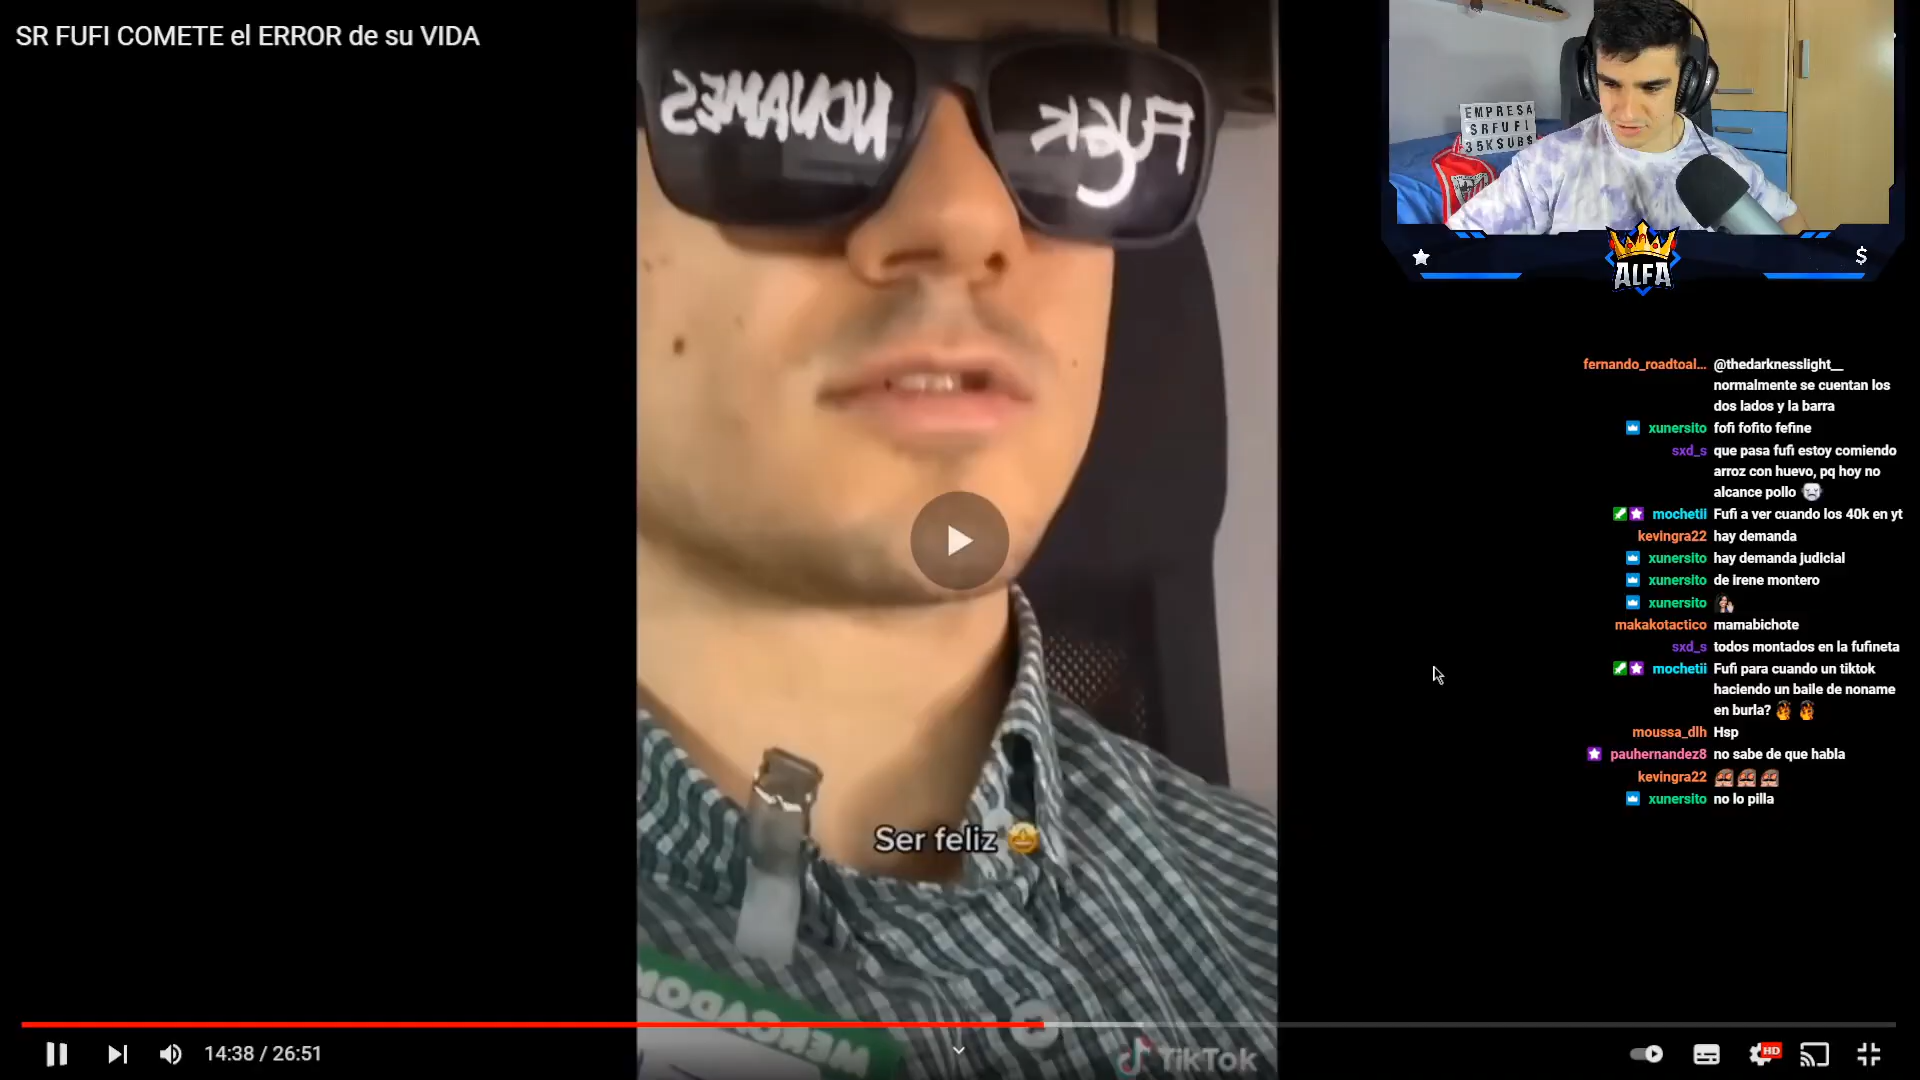 SR FUFI COMETE el ERROR de su VIDA
NONAMES
FUCK
EMPRESA
SRFUFI
35KSUBS
ALFA
$
fernando_roadtoal... @thedarknesslight__
normalmente se cuentan los
dos lados y la barra
xunersito fofi fofito fefine
sxd_s que pasa fufi estoy comiendo
arroz con huevo, pq hoy no
alcance pollo
mochetii Fufi a ver cuando los 40k en yt
kevingra22 hay demanda
xunersito hay demanda judicial
xunersito de irene montero
xunersito
makakotactico mamabichote
sxd_s todos montados en la fufineta
mochetii Fufi para cuando un tiktok
haciendo un baile de noname
en burla?
moussa_dlh Hsp
pauhernandez8 no sabe de que habla
kevingra22
xunersito no lo pilla
Ser feliz 🤩
MERCADON
TikTok
14:38 / 26:51
HD